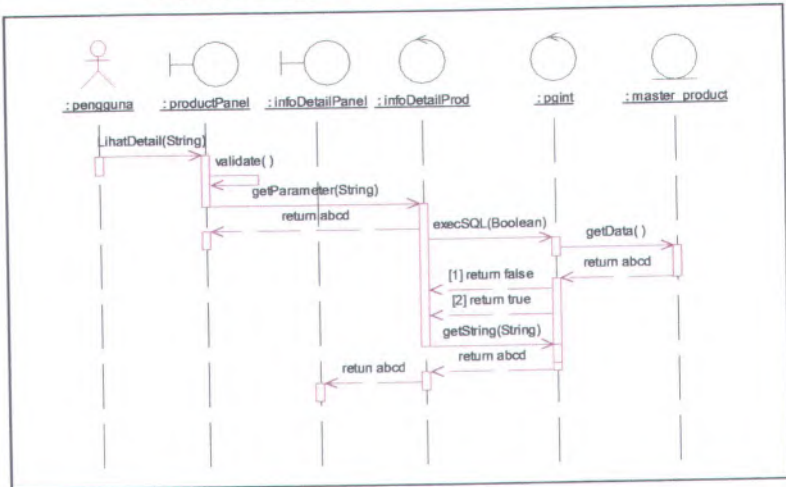 : pengguna
: productPanel
: infoDetailPanel
: infoDetailProd
: pgint
: master_product
LihatDetail(String)
validate( )
getParameter(String)
return abcd
execSQL(Boolean)
getData( )
return abcd
[1] return false
[2] return true
getString(String)
return abcd
retun abcd